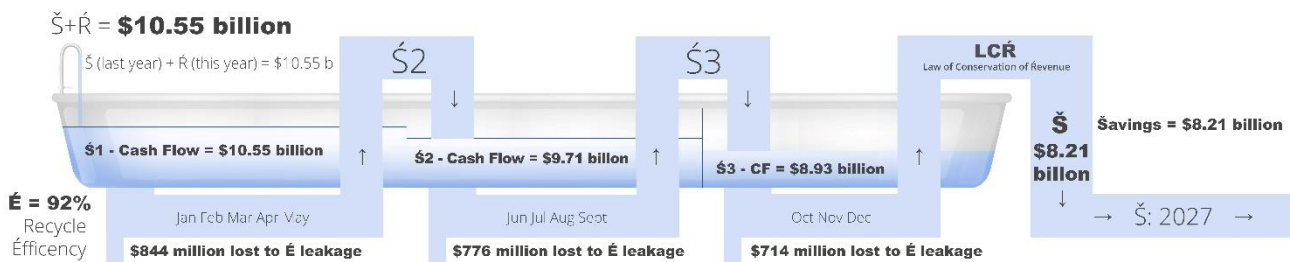 Š+Ŕ = $10.55 billion
Š (last year) + Ŕ (this year) = $10.55 b
Ś2
Ś3
LCŔ
Law of Conservation of Ŕevenue
Š
$8.21
billon
Šavings = $8.21 billion
Ś1 - Cash Flow = $10.55 billion
Ś2 - Cash Flow = $9.71 billon
Ś3 - CF = $8.93 billion
É = 92%
Recycle
Éfficency
Jan Feb Mar Apr May
Jun Jul Aug Sept
Oct Nov Dec
→ Š: 2027 →
$844 million lost to É leakage
$776 million lost to É leakage
$714 million lost to É leakage